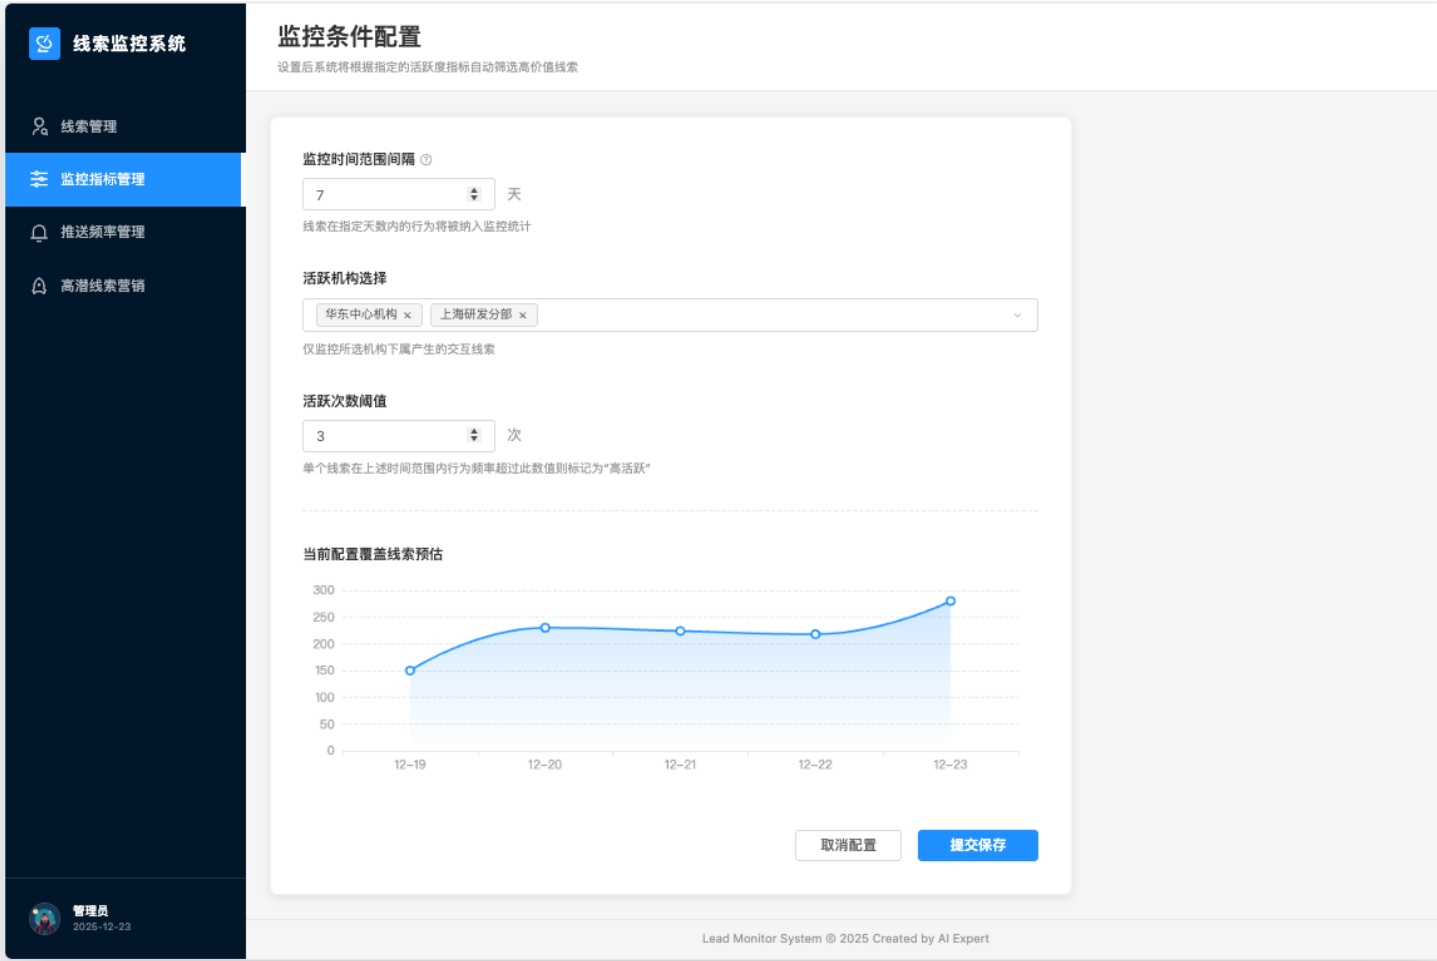 线索监控系统
线索管理
监控指标管理
推送频率管理
高潜线索营销
管理员
2025-12-23
监控条件配置
设置后系统将根据指定的活跃度指标自动筛选高价值线索
监控时间范围间隔 ?
7 天
线索在指定天数内的行为将被纳入监控统计
活跃机构选择
华东中心机构 × 上海研发分部 ×
仅监控所选机构下属产生的交互线索
活跃次数阈值
3 次
单个线索在上述时间范围内行为频率超过此数值则标记为“高活跃”
当前配置覆盖线索预估
300
250
200
150
100
50
0
12-19 12-20 12-21 12-22 12-23
取消配置 提交保存
Lead Monitor System © 2025 Created by AI Expert